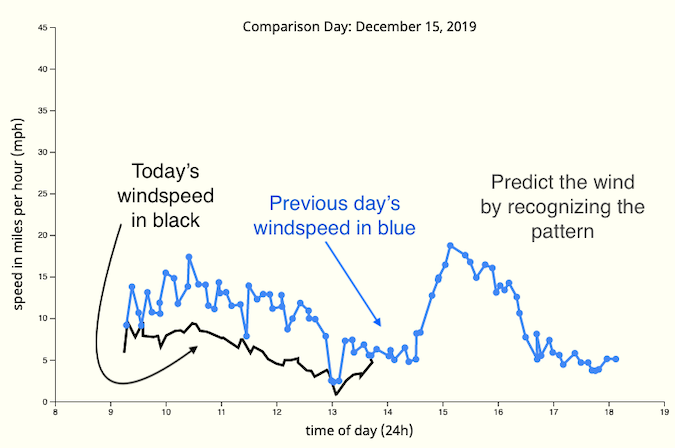 Comparison Day: December 15, 2019
speed in miles per hour (mph)
45
40
35
30
25
20
15
10
5
0
Today's
windspeed
in black
Previous day's
windspeed in blue
Predict the wind
by recognizing the
pattern
8
9
10
11
12
13
14
15
16
17
18
19
time of day (24h)